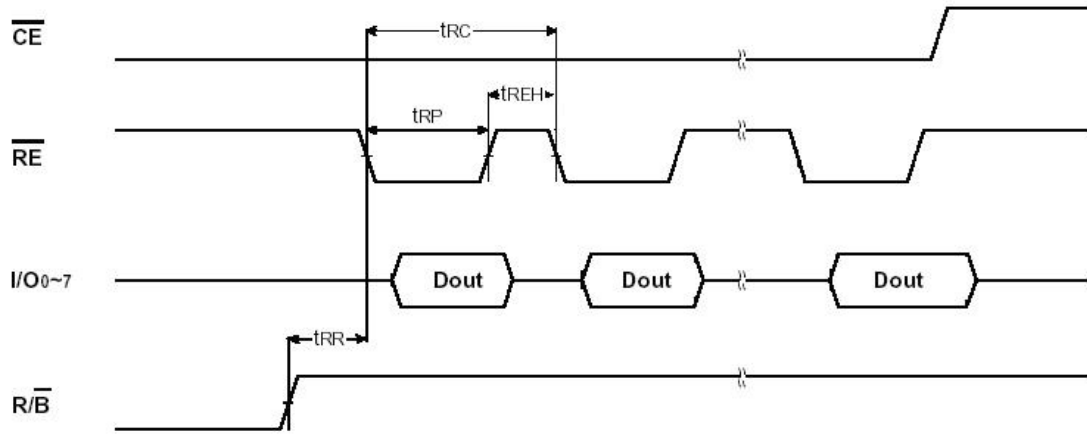 CE
tRC
tREH
tRP
RE
I/O0~7
Dout
Dout
Dout
tRR
R/B